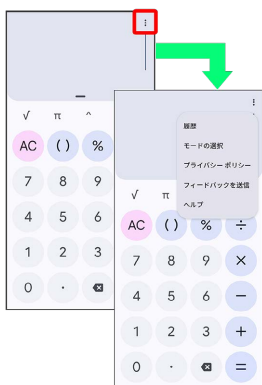 √ π ^
AC ( ) %
7 8 9
4 5 6
1 2 3
0 ·
履歴
モードの選択
プライバシー ポリシー
フィードバックを送信
ヘルプ
√ π
AC ( ) % ÷
7 8 9 ×
4 5 6 −
1 2 3 +
0 · =